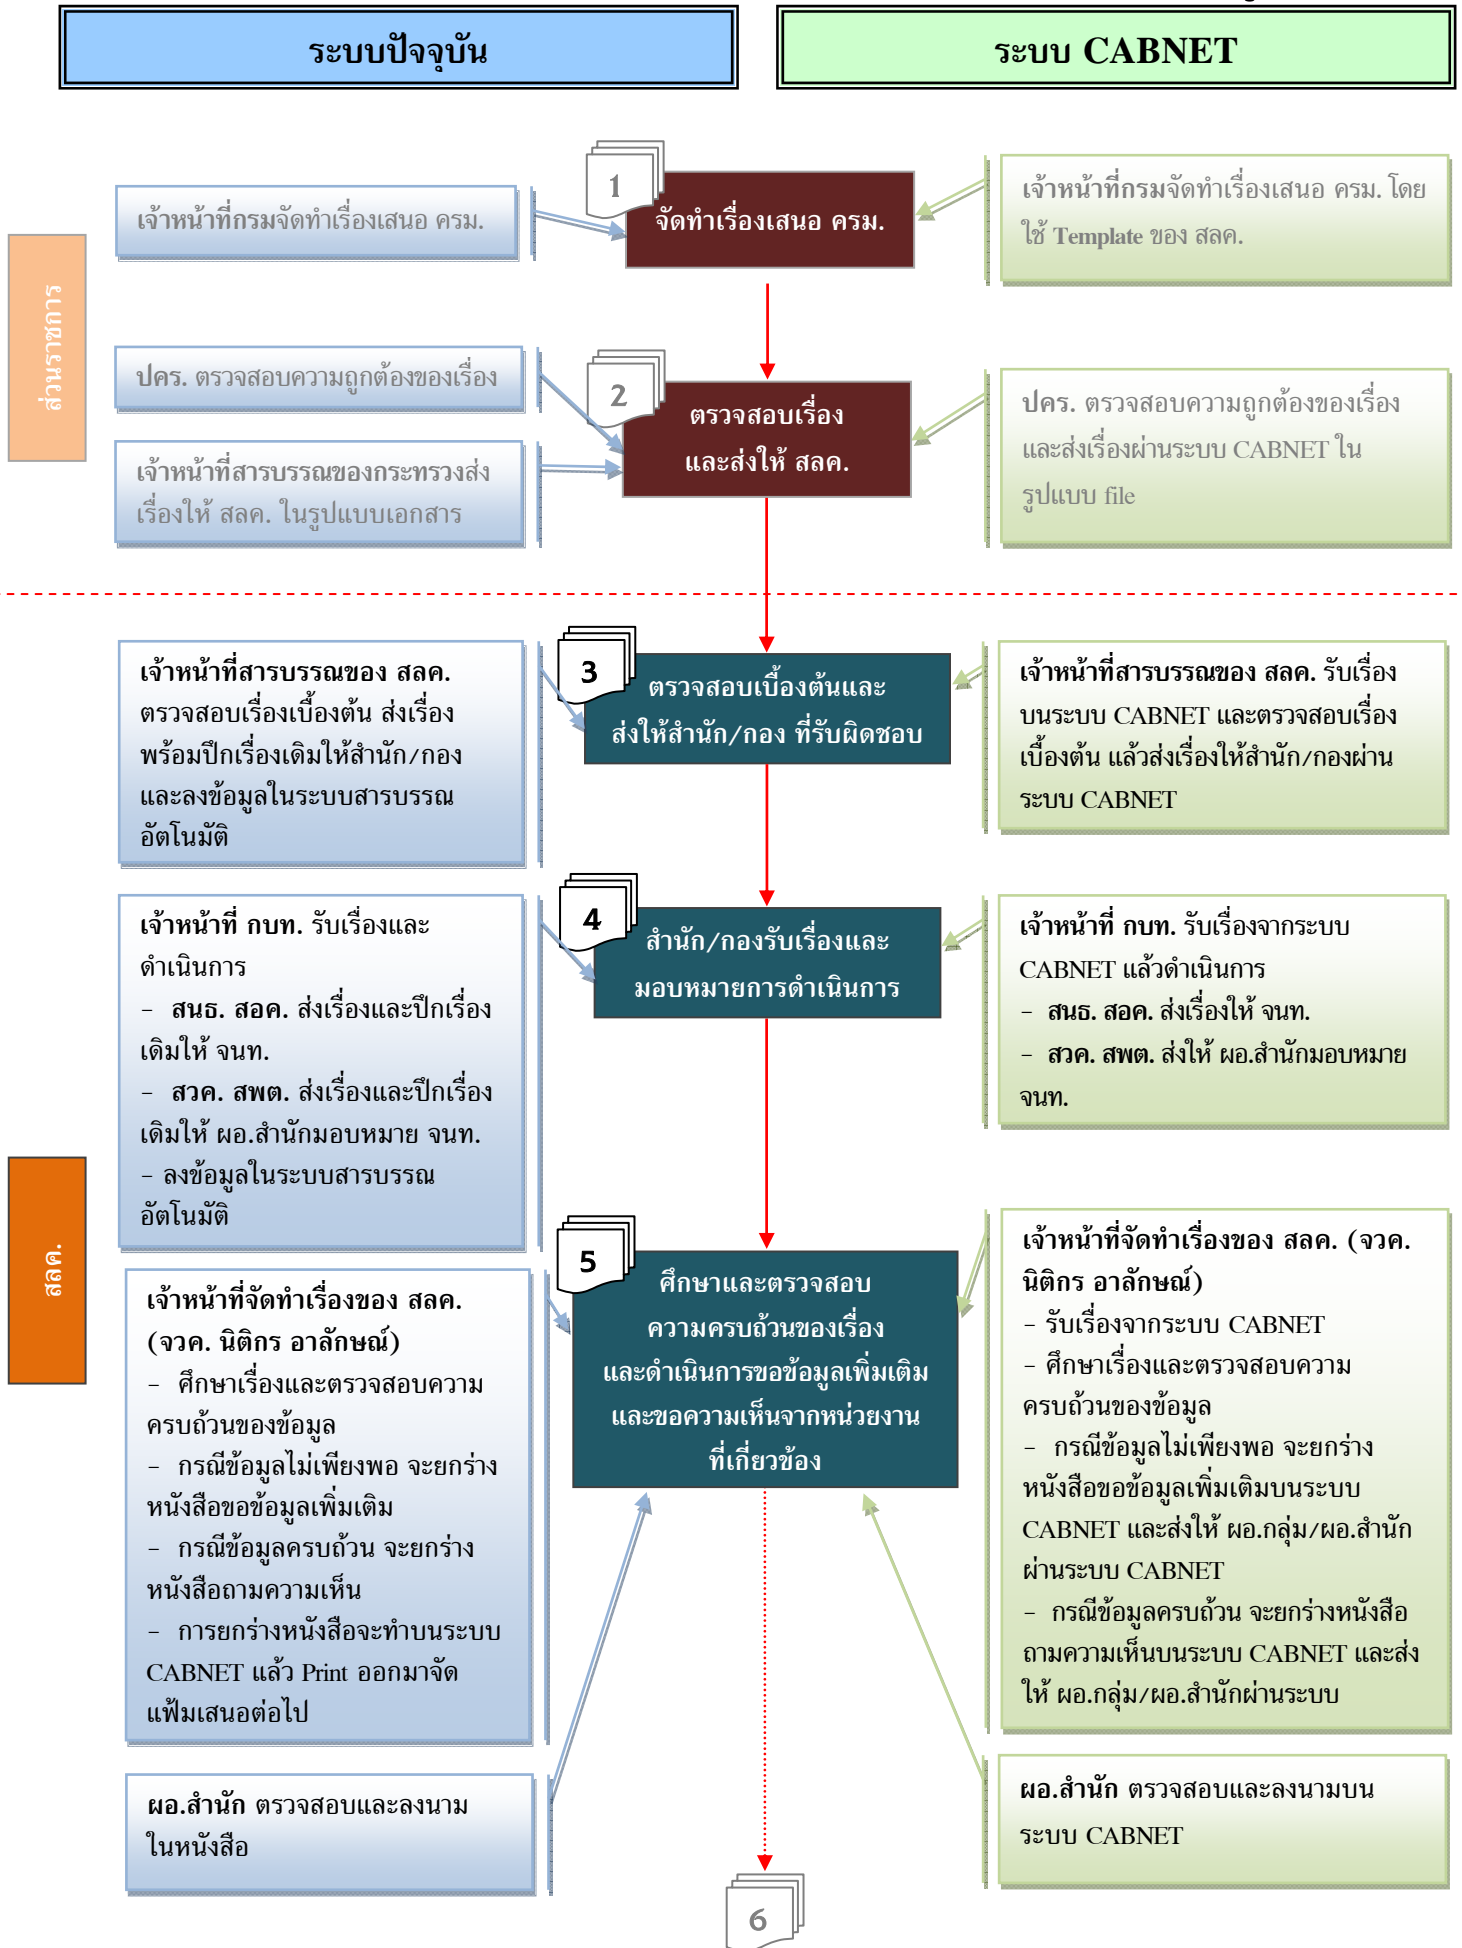 ระบบปัจจุบัน
ระบบ CABNET
ส่วนราชการ
เจ้าหน้าที่กรมจัดทำเรื่องเสนอ ครม.
1
จัดทำเรื่องเสนอ ครม.
เจ้าหน้าที่กรมจัดทำเรื่องเสนอ ครม. โดย
ใช้ Template ของ สลค.
ปคร. ตรวจสอบความถูกต้องของเรื่อง
เจ้าหน้าที่สารบรรณของกระทรวงส่ง
เรื่องให้ สลค. ในรูปแบบเอกสาร
2
ตรวจสอบเรื่อง
และส่งให้ สลค.
ปคร. ตรวจสอบความถูกต้องของเรื่อง
และส่งเรื่องผ่านระบบ CABNET ใน
รูปแบบ file
สลค.
เจ้าหน้าที่สารบรรณของ สลค.
ตรวจสอบเรื่องเบื้องต้น ส่งเรื่อง
พร้อมปึกเรื่องเดิมให้สำนัก/กอง
และลงข้อมูลในระบบสารบรรณ
อัตโนมัติ
3
ตรวจสอบเบื้องต้นและ
ส่งให้สำนัก/กอง ที่รับผิดชอบ
เจ้าหน้าที่สารบรรณของ สลค. รับเรื่อง
บนระบบ CABNET และตรวจสอบเรื่อง
เบื้องต้น แล้วส่งเรื่องให้สำนัก/กองผ่าน
ระบบ CABNET
เจ้าหน้าที่ กบท. รับเรื่องและ
ดำเนินการ
- สนธ. สอค. ส่งเรื่องและปึกเรื่อง
เดิมให้ จนท.
- สวค. สพต. ส่งเรื่องและปึกเรื่อง
เดิมให้ ผอ.สำนักมอบหมาย จนท.
- ลงข้อมูลในระบบสารบรรณ
อัตโนมัติ
4
สำนัก/กองรับเรื่องและ
มอบหมายการดำเนินการ
เจ้าหน้าที่ กบท. รับเรื่องจากระบบ
CABNET แล้วดำเนินการ
- สนธ. สอค. ส่งเรื่องให้ จนท.
- สวค. สพต. ส่งให้ ผอ.สำนักมอบหมาย
จนท.
เจ้าหน้าที่จัดทำเรื่องของ สลค.
(จวค. นิติกร อาลักษณ์)
- ศึกษาเรื่องและตรวจสอบความ
ครบถ้วนของข้อมูล
- กรณีข้อมูลไม่เพียงพอ จะยกร่าง
หนังสือขอข้อมูลเพิ่มเติม
- กรณีข้อมูลครบถ้วน จะยกร่าง
หนังสือถามความเห็น
- การยกร่างหนังสือจะทำบนระบบ
CABNET แล้ว Print ออกมาจัด
แฟ้มเสนอต่อไป
5
ศึกษาและตรวจสอบ
ความครบถ้วนของเรื่อง
และดำเนินการขอข้อมูลเพิ่มเติม
และขอความเห็นจากหน่วยงาน
ที่เกี่ยวข้อง
เจ้าหน้าที่จัดทำเรื่องของ สลค. (จวค.
นิติกร อาลักษณ์)
- รับเรื่องจากระบบ CABNET
- ศึกษาเรื่องและตรวจสอบความ
ครบถ้วนของข้อมูล
- กรณีข้อมูลไม่เพียงพอ จะยกร่าง
หนังสือขอข้อมูลเพิ่มเติมบนระบบ
CABNET และส่งให้ ผอ.กลุ่ม/ผอ.สำนัก
ผ่านระบบ CABNET
- กรณีข้อมูลครบถ้วน จะยกร่างหนังสือ
ถามความเห็นบนระบบ CABNET และส่ง
ให้ ผอ.กลุ่ม/ผอ.สำนักผ่านระบบ
ผอ.สำนัก ตรวจสอบและลงนาม
ในหนังสือ
ผอ.สำนัก ตรวจสอบและลงนามบน
ระบบ CABNET
6